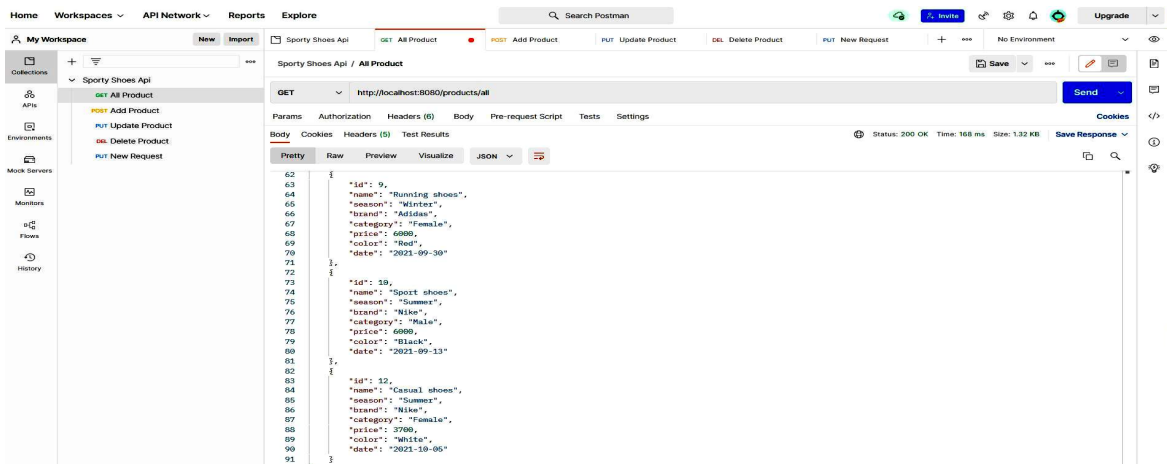 Home Workspaces API Network Reports Explore Search Postman Invite Upgrade
My Workspace New Import Sporty Shoes Api GET All Product POST Add Product PUT Update Product DEL Delete Product PUT New Request No Environment
Collections
APIs
Environments
Mock Servers
Monitors
Flows
History
Sporty Shoes Api
GET All Product
POST Add Product
PUT Update Product
DEL Delete Product
PUT New Request
Sporty Shoes Api / All Product Save
GET http://localhost:8080/products/all Send
Params Authorization Headers (6) Body Pre-request Script Tests Settings Cookies
Body Cookies Headers (5) Test Results Status: 200 OK Time: 168 ms Size: 1.32 KB Save Response
Pretty Raw Preview Visualize JSON
62 {
63 "id": 9,
64 "name": "Running shoes",
65 "season": "Winter",
66 "brand": "Adidas",
67 "category": "Female",
68 "price": 6000,
69 "color": "Red",
70 "date": "2021-09-30"
71 },
72 {
73 "id": 10,
74 "name": "Sport shoes",
75 "season": "Summer",
76 "brand": "Nike",
77 "category": "Male",
78 "price": 6000,
79 "color": "Black",
80 "date": "2021-09-13"
81 },
82 {
83 "id": 12,
84 "name": "Casual shoes",
85 "season": "Summer",
86 "brand": "Nike",
87 "category": "Female",
88 "price": 3700,
89 "color": "White",
90 "date": "2021-10-05"
91 }